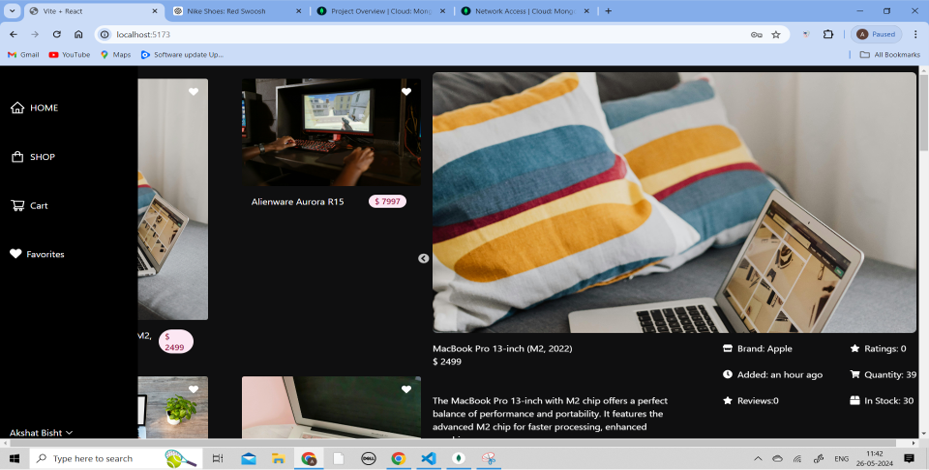 Vite + React
Nike Shoes: Red Swoosh
Project Overview | Cloud: Mong
Network Access | Cloud: Mong
localhost:5173
A Paused
Gmail
YouTube
Maps
Software update Up...
All Bookmarks
HOME
SHOP
Cart
Favorites
Akshat Bisht
M2,
$
2499
Alienware Aurora R15
$ 7997
MacBook Pro 13-inch (M2, 2022)
$ 2499
The MacBook Pro 13-inch with M2 chip offers a perfect
balance of performance and portability. It features the
advanced M2 chip for faster processing, enhanced
Brand: Apple
Added: an hour ago
Reviews:0
Ratings: 0
Quantity: 39
In Stock: 30
Type here to search
DELL
ENG
11:42
26-05-2024